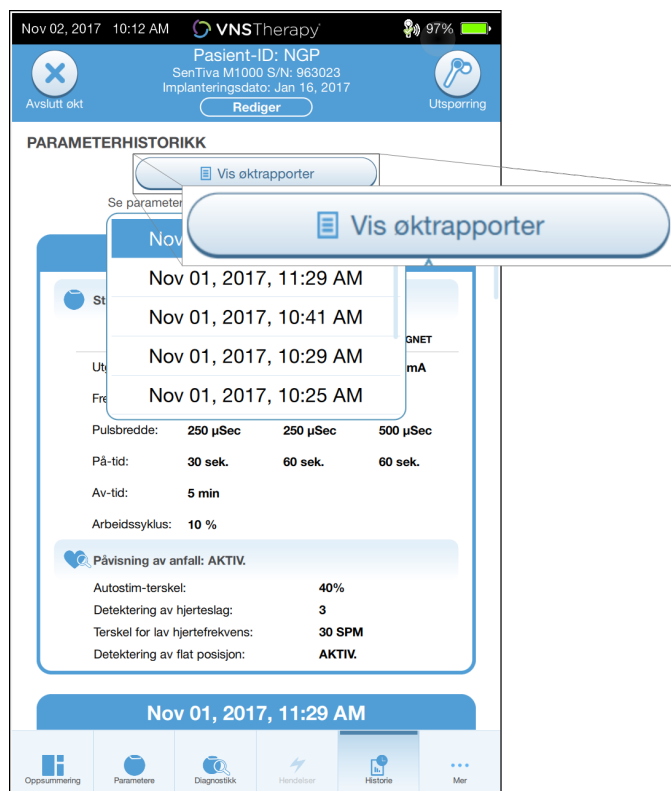 Nov 02, 2017 10:12 AM VNSTherapy 97%
Pasient-ID: NGP
SenTiva M1000 S/N: 963023
Implanteringsdato: Jan 16, 2017
Avslutt økt
Rediger
Utspørring
PARAMETERHISTORIKK
Vis øktrapporter
Se parameter
Vis øktrapporter
Nov
Nov 01, 2017, 11:29 AM
St
Nov 01, 2017, 10:41 AM
GNET
Nov 01, 2017, 10:29 AM
Utg
mA
Nov 01, 2017, 10:25 AM
Fre
Pulsbredde: 250 µSec 250 µSec 500 µSec
På-tid: 30 sek. 60 sek. 60 sek.
Av-tid: 5 min
Arbeidssyklus: 10 %
Påvisning av anfall: AKTIV.
Autostim-terskel: 40%
Detektering av hjerteslag: 3
Terskel for lav hjertefrekvens: 30 SPM
Detektering av flat posisjon: AKTIV.
Nov 01, 2017, 11:29 AM
Oppsummering Parametere Diagnostikk Hendelser Historie Mer